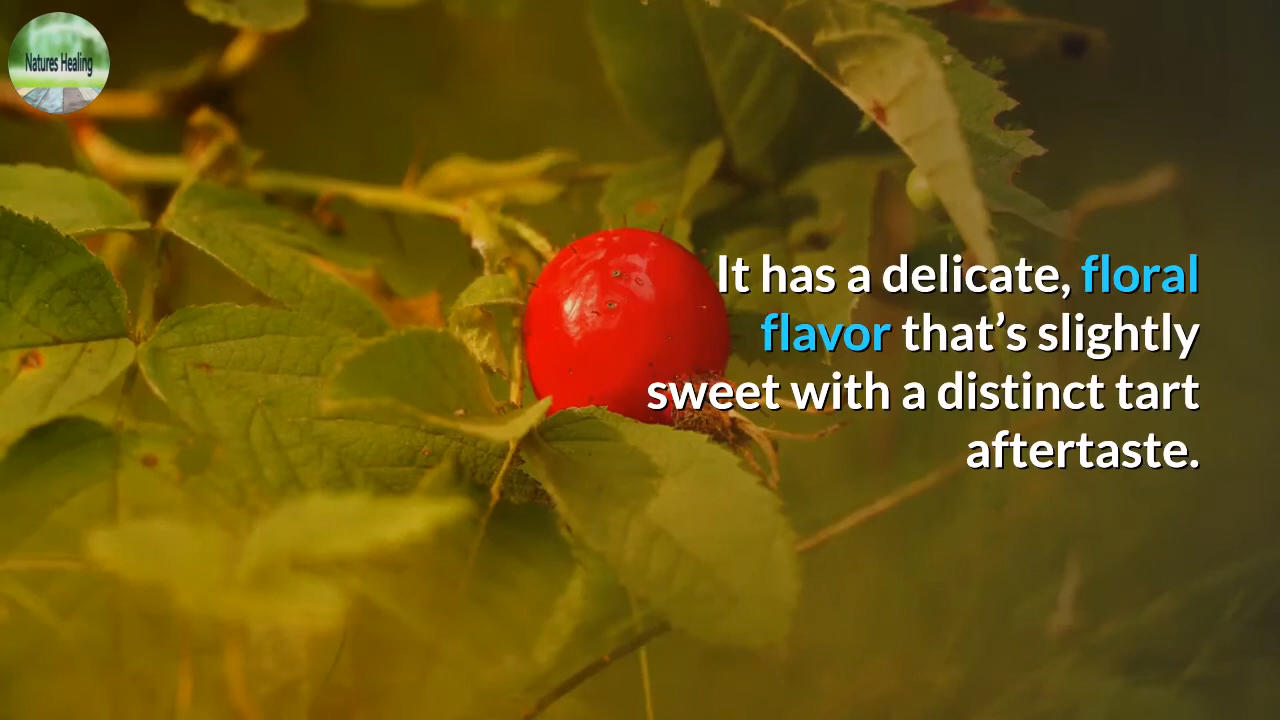 Natures Healing
It has a delicate, floral
flavor that’s slightly
sweet with a distinct tart
aftertaste.